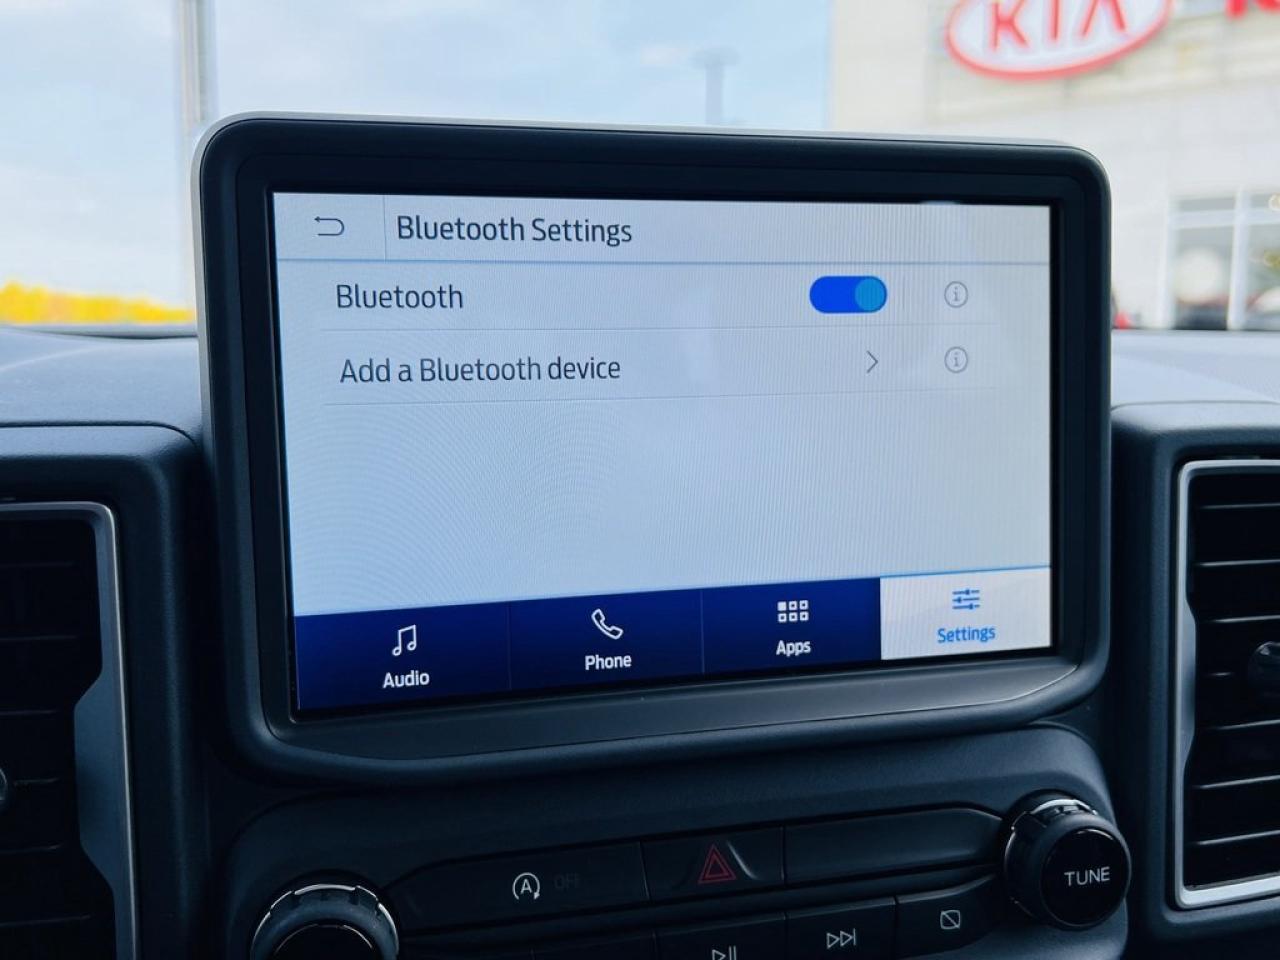 KIA
Bluetooth Settings
Bluetooth
Add a Bluetooth device
Audio
Phone
Apps
Settings
A OFF
TUNE